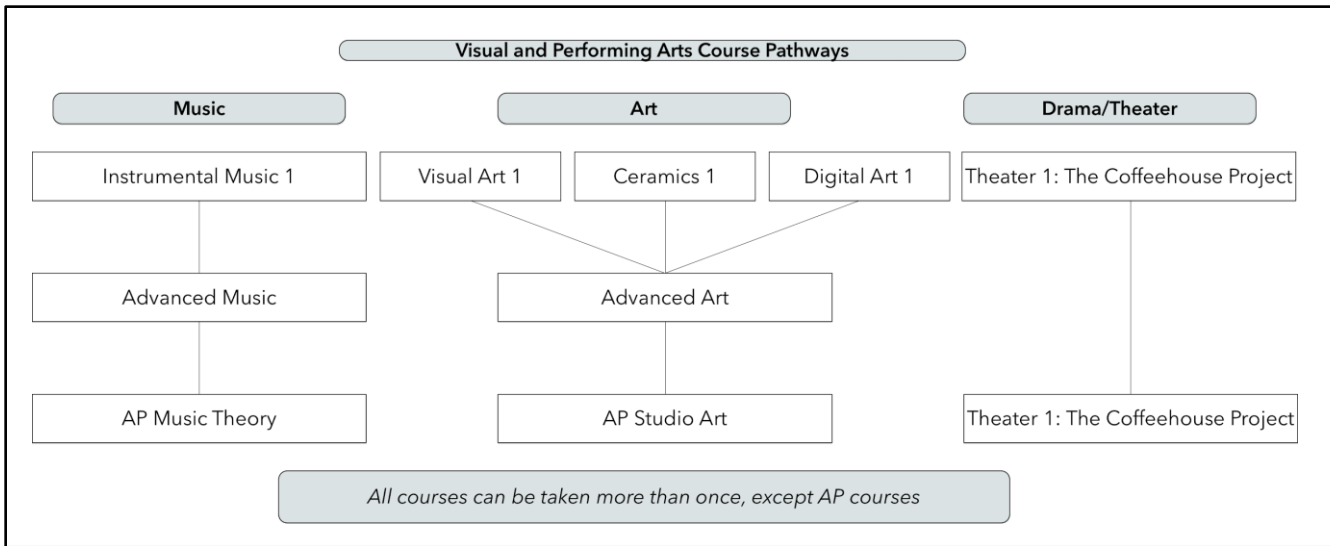 Visual and Performing Arts Course Pathways
Music
Art
Drama/Theater
Instrumental Music 1
Visual Art 1
Ceramics 1
Digital Art 1
Theater 1: The Coffeehouse Project
Advanced Music
Advanced Art
AP Music Theory
AP Studio Art
Theater 1: The Coffeehouse Project
All courses can be taken more than once, except AP courses